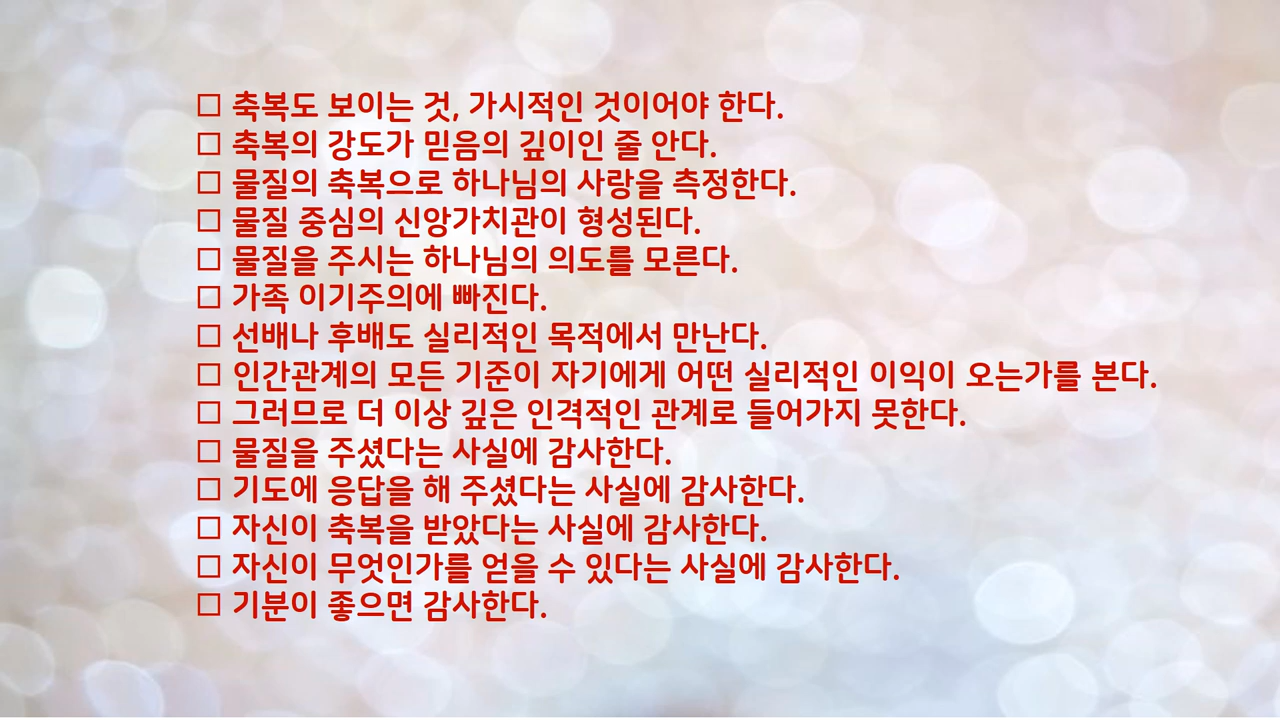 □ 축복도 보이는 것, 가시적인 것이어야 한다.
□ 축복의 강도가 믿음의 깊이인 줄 안다.
□ 물질의 축복으로 하나님의 사랑을 측정한다.
□ 물질 중심의 신앙가치관이 형성된다.
□ 물질을 주시는 하나님의 의도를 모른다.
□ 가족 이기주의에 빠진다.
□ 선배나 후배도 실리적인 목적에서 만난다.
□ 인간관계의 모든 기준이 자기에게 어떤 실리적인 이익이 오는가를 본다.
□ 그러므로 더 이상 깊은 인격적인 관계로 들어가지 못한다.
□ 물질을 주셨다는 사실에 감사한다.
□ 기도에 응답을 해 주셨다는 사실에 감사한다.
□ 자신이 축복을 받았다는 사실에 감사한다.
□ 자신이 무엇인가를 얻을 수 있다는 사실에 감사한다.
□ 기분이 좋으면 감사한다.